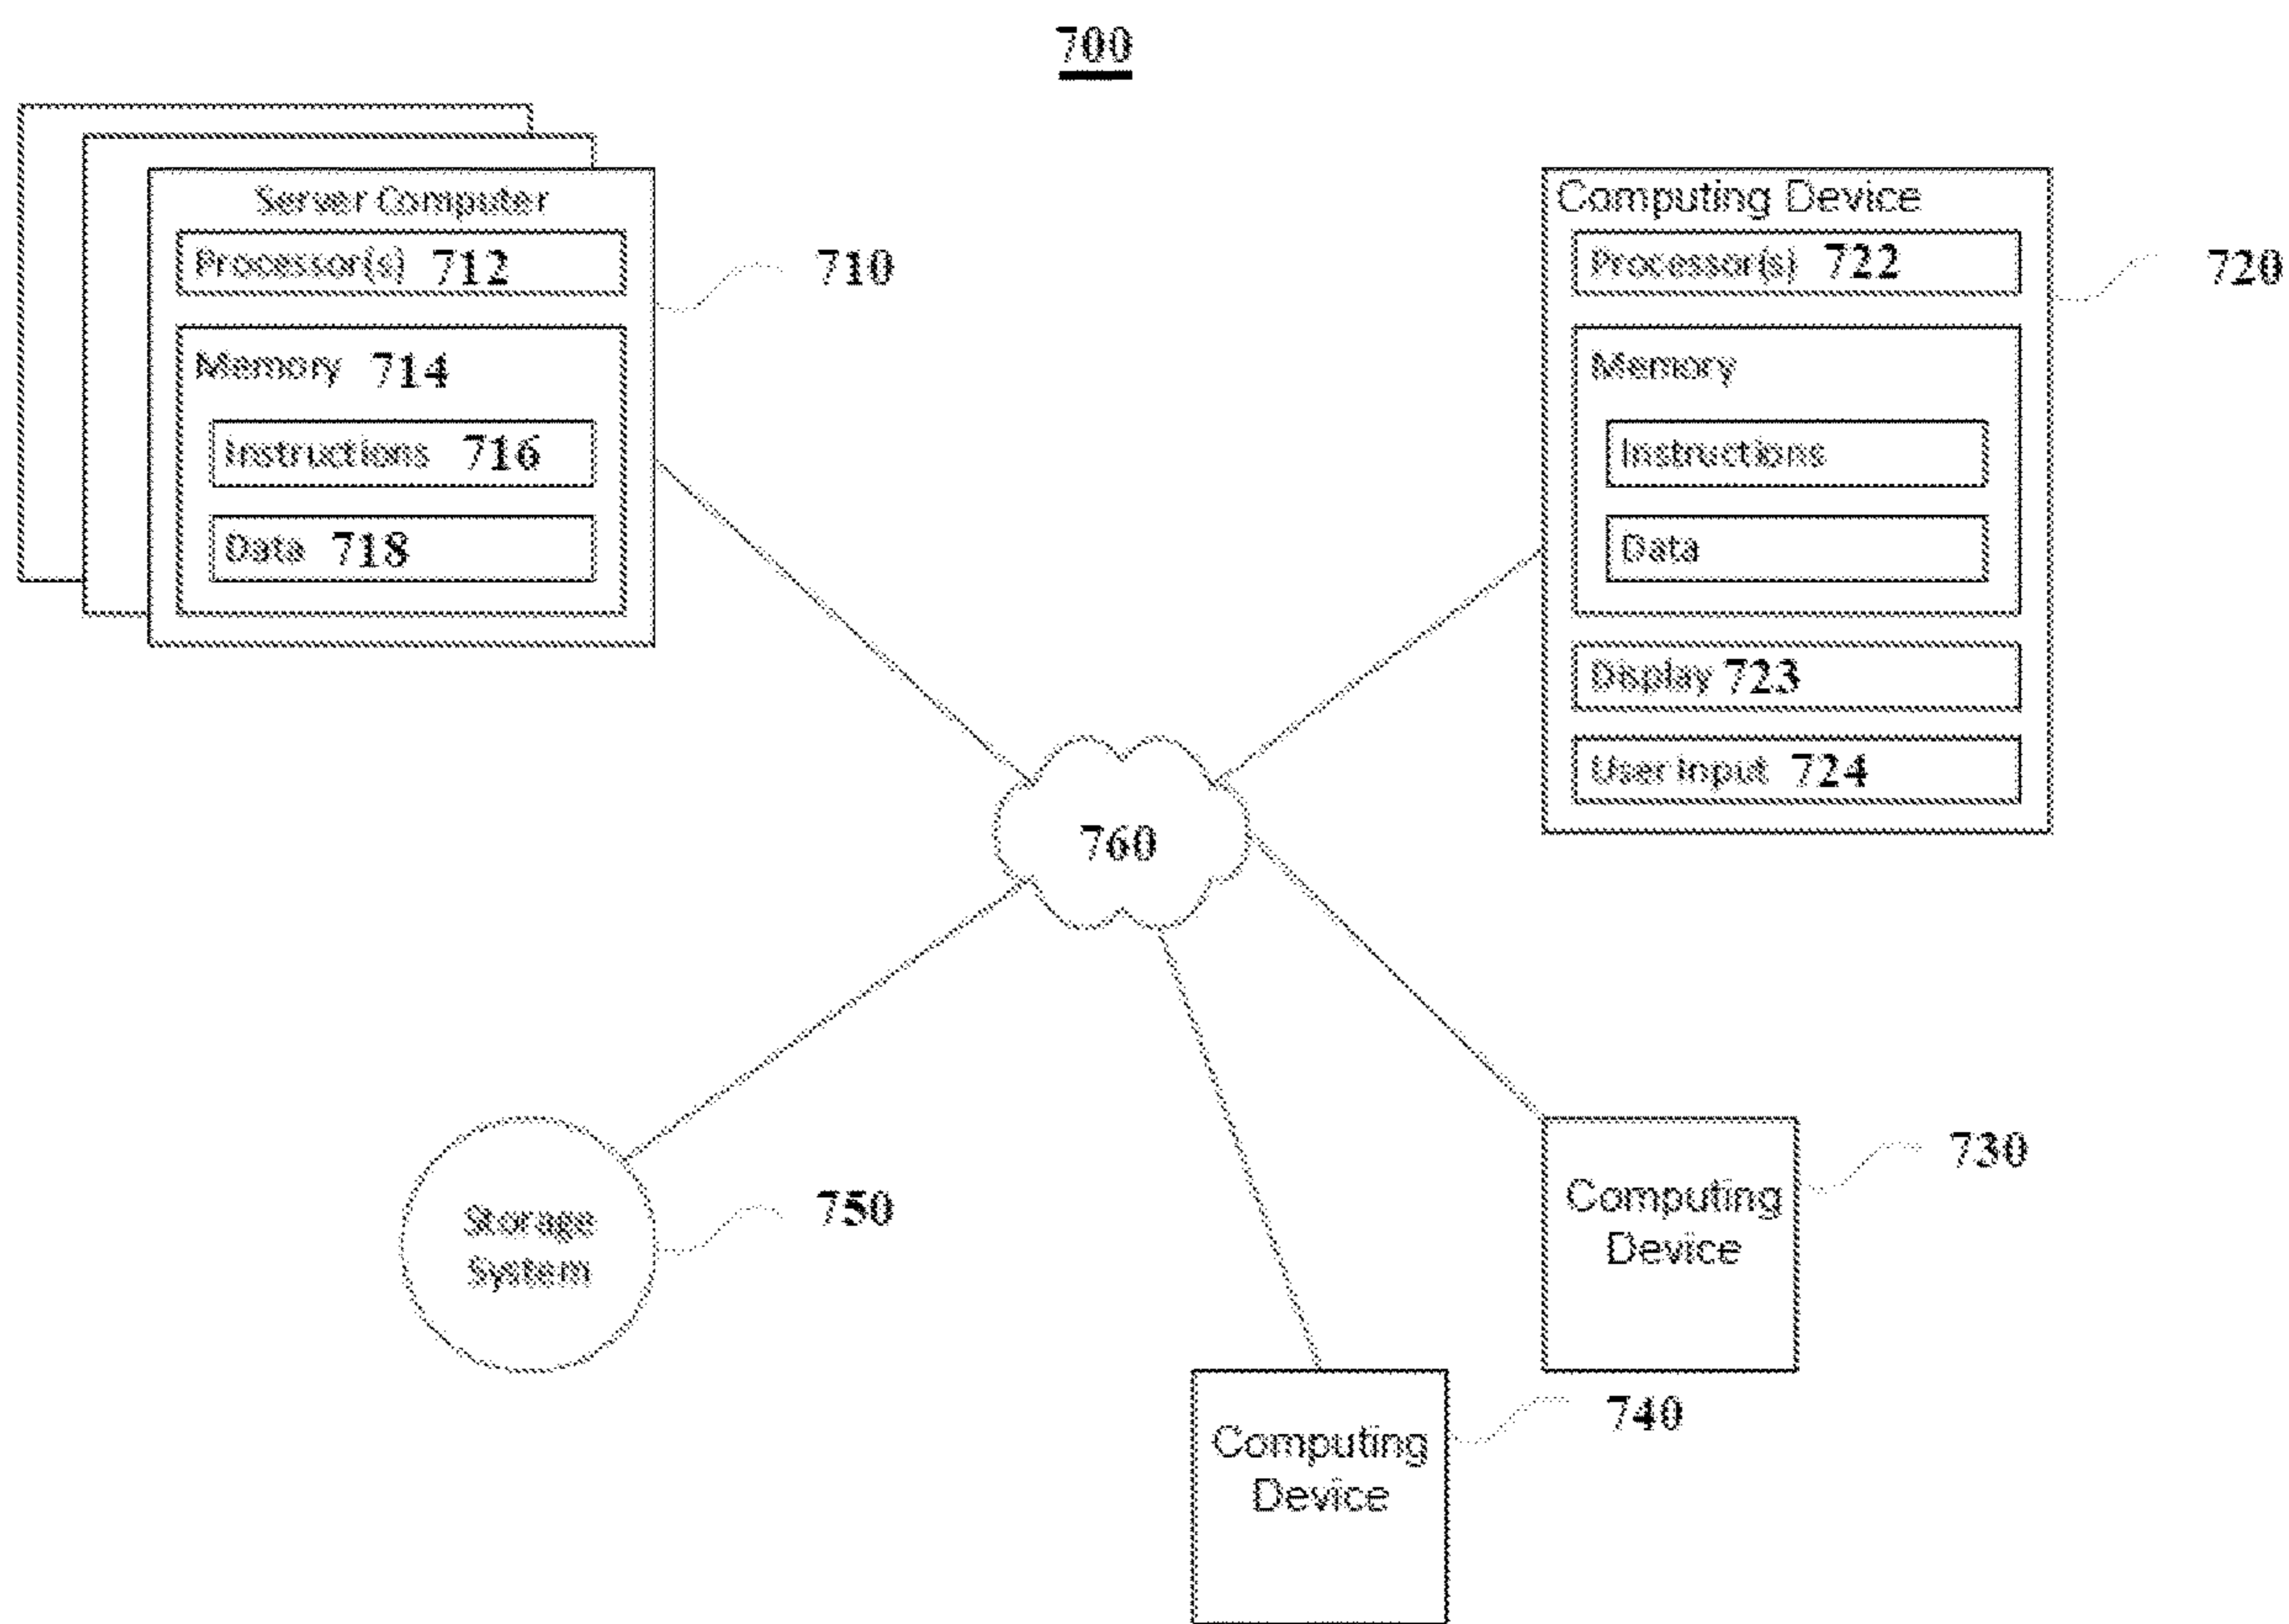 700
Server Computer
Processor(s) 712
710
Memory 714
Instructions 716
Data 718
Computing Device
Processor(s) 722
720
Memory
Instructions
Data
Display 723
User Input 724
760
Storage
System
750
Computing
Device
730
Computing
Device
740